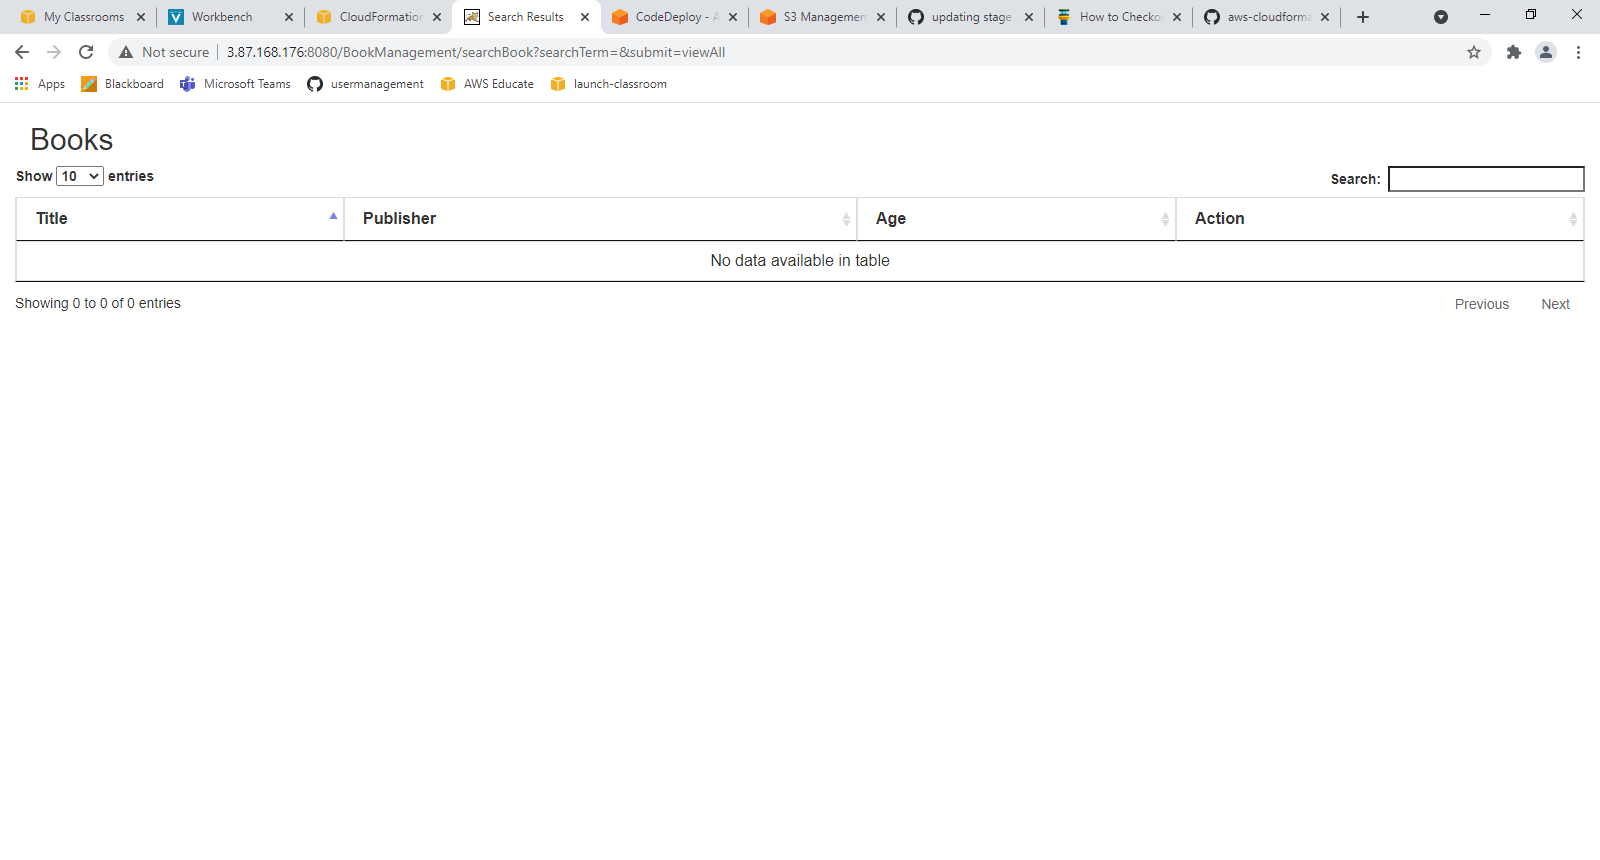 My Classrooms Workbench CloudFormation Search Results CodeDeploy - A S3 Managemen updating stage How to Checko aws-cloudforma
Not secure 3.87.168.176:8080/BookManagement/searchBook?searchTerm=&submit=viewAll
Apps Blackboard Microsoft Teams usermanagement AWS Educate launch-classroom
Books
Show 10 entries Search:
Title Publisher Age Action
No data available in table
Showing 0 to 0 of 0 entries Previous Next